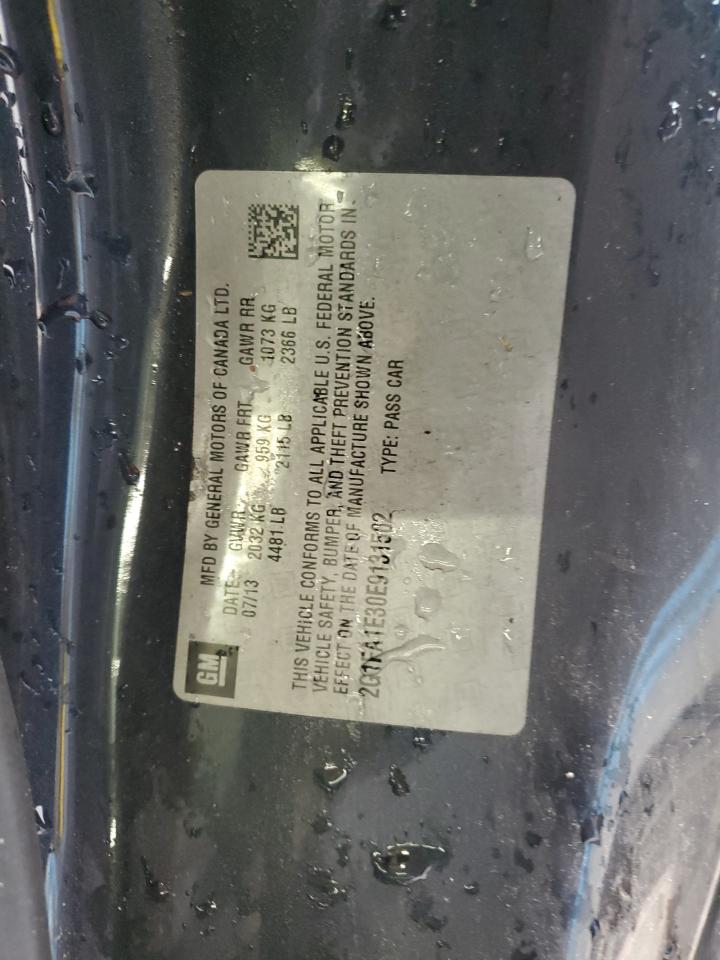 GM
MFD BY GENERAL MOTORS OF CANADA LTD.
DATE GVWR GAWR FRT GAWR RR
07/13 2032 KG 959 KG 1073 KG
4481 LB 2115 LB 2366 LB
THIS VEHICLE CONFORMS TO ALL APPLICABLE U.S. FEDERAL MOTOR
VEHICLE SAFETY, BUMPER, AND THEFT PREVENTION STANDARDS IN
EFFECT ON THE DATE OF MANUFACTURE SHOWN ABOVE.
TYPE: PASS CAR